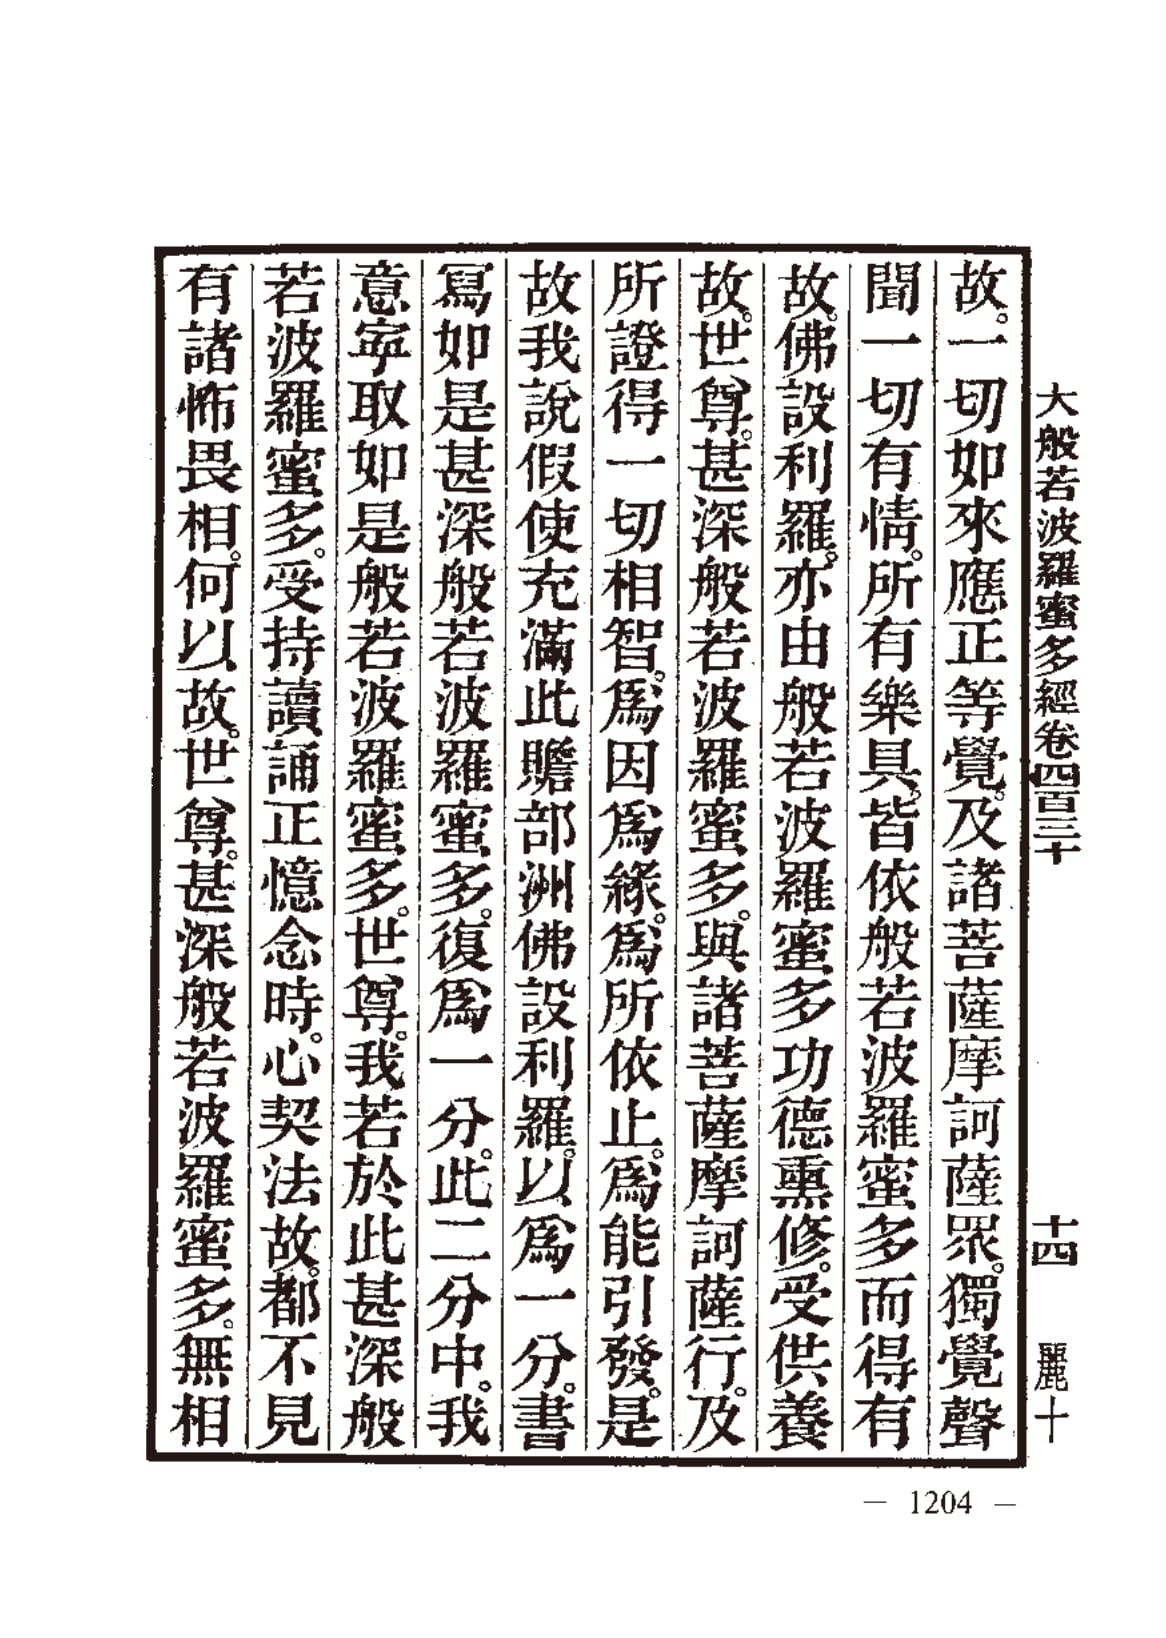 大般若波羅蜜多經卷四百三十　十四　麗十
故。一切如來應正等覺。及諸菩薩摩訶薩眾。獨覺聲
聞一切有情。所有樂具。皆依般若波羅蜜多而得有
故。佛設利羅。亦由般若波羅蜜多功德熏修。受供養
故。世尊。甚深般若波羅蜜多。與諸菩薩摩訶薩行。及
所證得一切相智。爲因爲緣。爲所依止。爲能引發。是
故我說假使充滿此贍部洲佛設利羅。以爲一分。書
寫如是甚深般若波羅蜜多。復爲一分。此二分中。我
意寧取如是般若波羅蜜多。世尊。我若於此甚深般
若波羅蜜多。受持讀誦正憶念時。心契法故。都不見
有諸怖畏相。何以故。世尊。甚深般若波羅蜜多。無相
— 1204 —